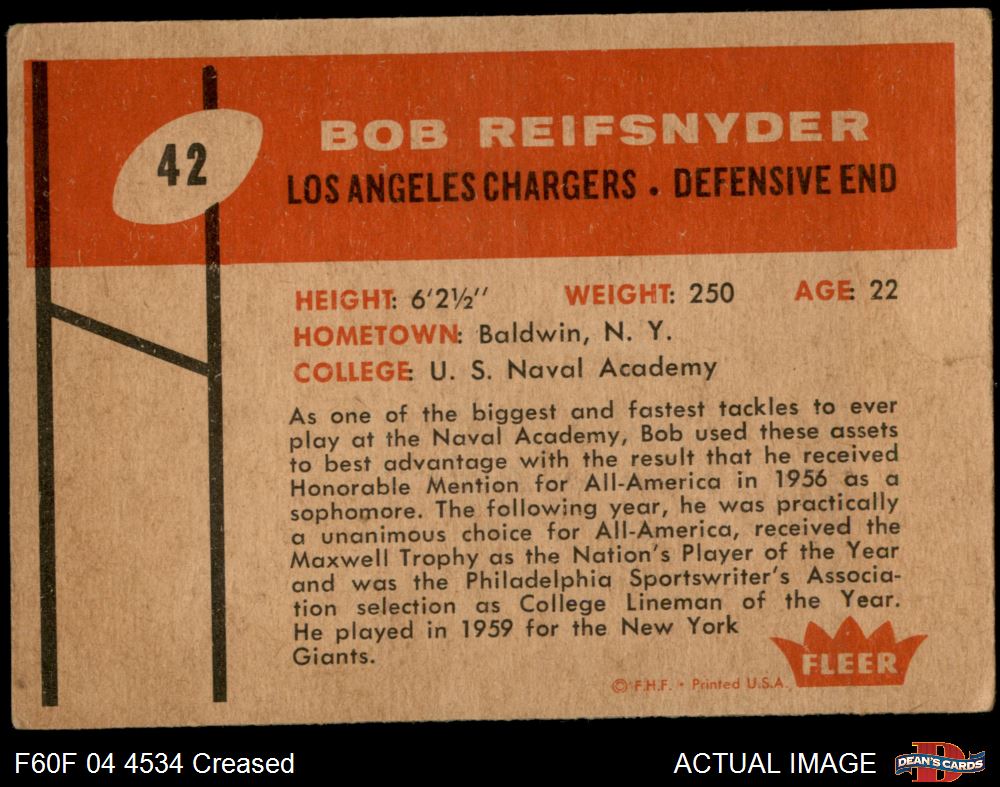 42
BOB REIFSNYDER
LOS ANGELES CHARGERS • DEFENSIVE END
HEIGHT: 6'2½" WEIGHT: 250 AGE: 22
HOMETOWN: Baldwin, N. Y.
COLLEGE: U. S. Naval Academy
As one of the biggest and fastest tackles to ever
play at the Naval Academy, Bob used these assets
to best advantage with the result that he received
Honorable Mention for All-America in 1956 as a
sophomore. The following year, he was practically
a unanimous choice for All-America, received the
Maxwell Trophy as the Nation's Player of the Year
and was the Philadelphia Sportswriter's Associa-
tion selection as College Lineman of the Year.
He played in 1959 for the New York
Giants.
FLEER
© F.H.F. • Printed U.S.A.
F60F 04 4534 Creased
ACTUAL IMAGE
D
DEAN'S CARDS